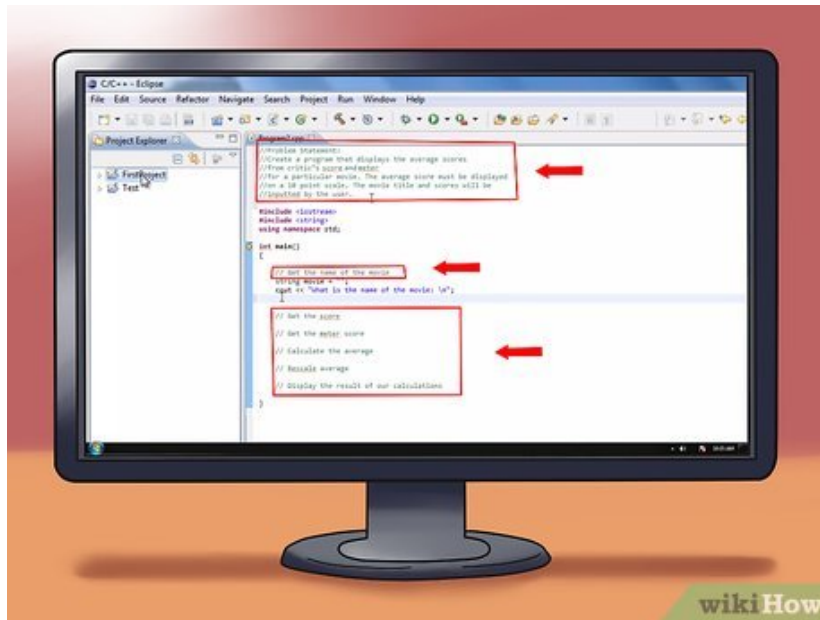 C/C++ - Eclipse
File Edit Source Refactor Navigate Search Project Run Window Help
Project Explorer
Program1.cpp
FirstProject
Test
//Problem Statement:
//Create a program that displays the average scores
//from critic's score and meter
//for a particular movie. The average score must be displayed
//on a 10 point scale. The movie title and scores will be
//inputted by the user.
#include <iostream>
#include <string>
using namespace std;
int main()
{
// Get the name of the movie
string movie = "";
cout << "What is the name of the movie: \n";
// Get the score
// Get the meter score
// Calculate the average
// Rescale average
// Display the result of our calculations
}
wikiHow